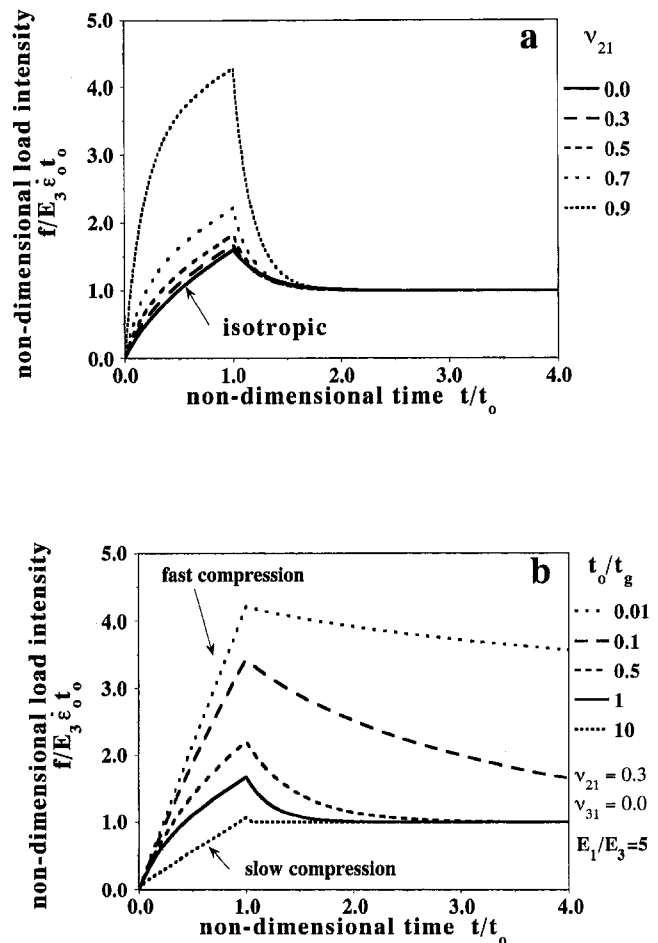 a
ν21
0.0
0.3
0.5
0.7
0.9
5.0
4.0
3.0
2.0
1.0
0.0
non-dimensional load intensity
f/E3 ε̇o to
isotropic
0.0 1.0 2.0 3.0 4.0
non-dimensional time t/to
b
to/tg
0.01
0.1
0.5
1
10
ν21 = 0.3
ν31 = 0.0
E1/E3=5
5.0
4.0
3.0
2.0
1.0
0.0
non-dimensional load intensity
f/E3 ε̇o to
fast compression
slow compression
0.0 1.0 2.0 3.0 4.0
non-dimensional time t/to